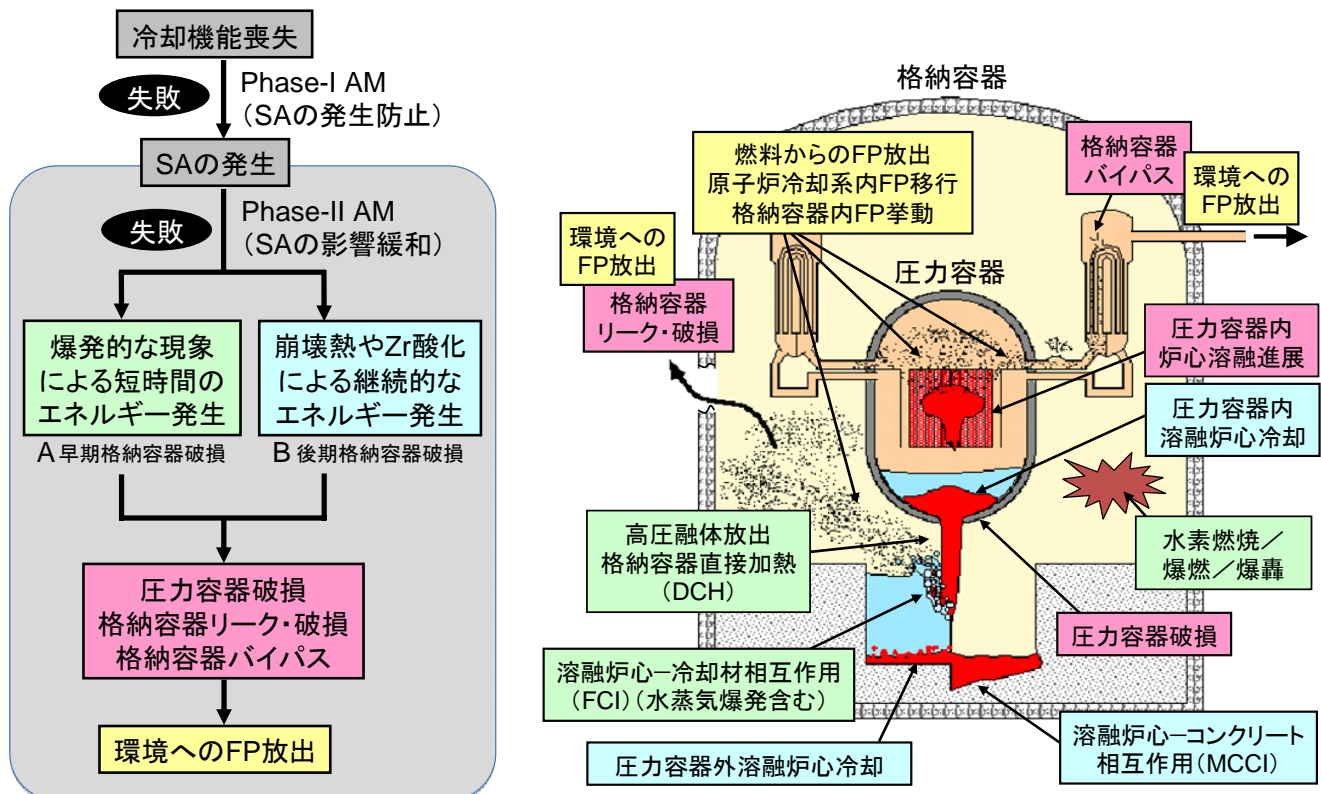 冷却機能喪失
失敗
Phase-I AM
（SAの発生防止）
SAの発生
失敗
Phase-II AM
（SAの影響緩和）
爆発的な現象
による短時間の
エネルギー発生
A 早期格納容器破損
崩壊熱やZr酸化
による継続的な
エネルギー発生
B 後期格納容器破損
圧力容器破損
格納容器リーク・破損
格納容器バイパス
環境へのFP放出
格納容器
燃料からのFP放出
原子炉冷却系内FP移行
格納容器内FP挙動
格納容器
バイパス
環境への
FP放出
環境への
FP放出
格納容器
リーク・破損
圧力容器
圧力容器内
炉心溶融進展
圧力容器内
溶融炉心冷却
高圧融体放出
格納容器直接加熱
（DCH）
水素燃焼／
爆燃／爆轟
圧力容器破損
溶融炉心－冷却材相互作用
（FCI）（水蒸気爆発含む）
圧力容器外溶融炉心冷却
溶融炉心－コンクリート
相互作用（MCCI）